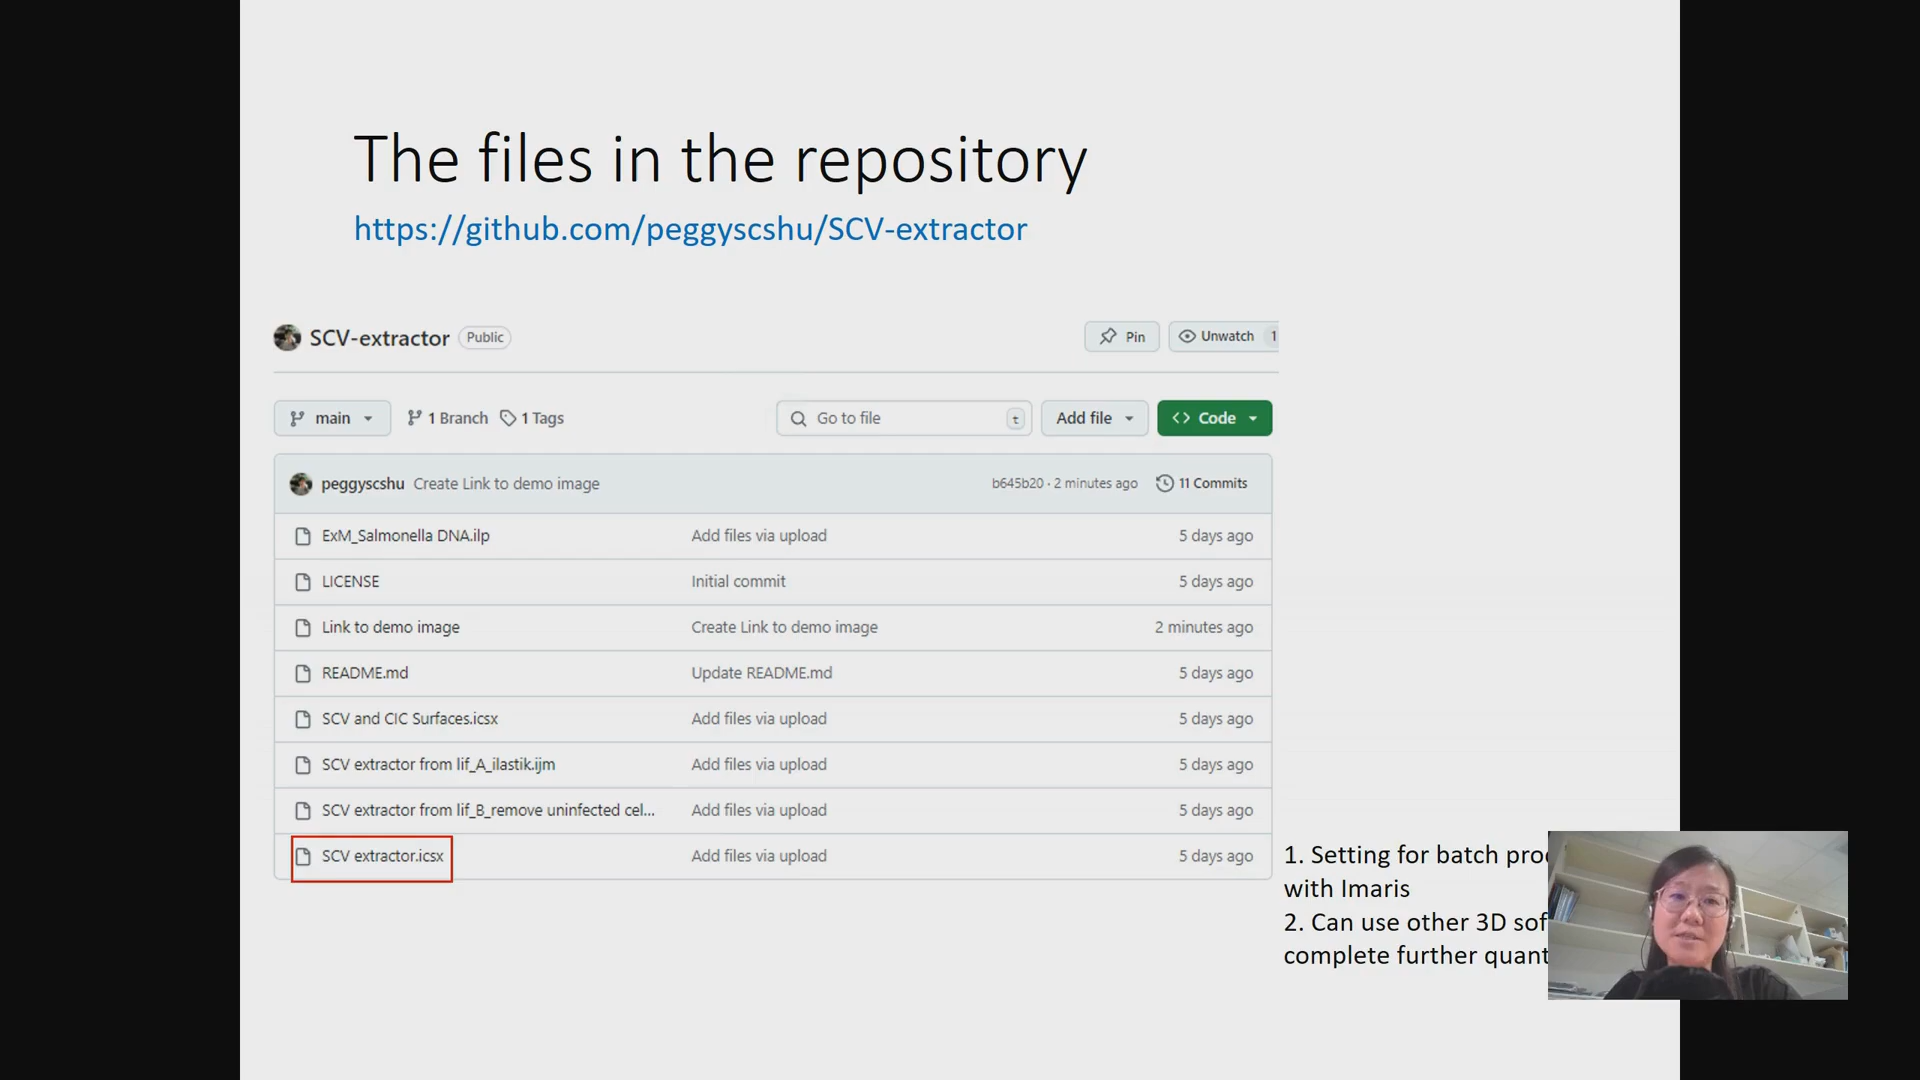 The files in the repository
https://github.com/peggyscshu/SCV-extractor
SCV-extractor Public
Pin
Unwatch 1
main
1 Branch
1 Tags
Go to file
t
Add file
<> Code
peggyscshu Create Link to demo image
b645b20 · 2 minutes ago
11 Commits
ExM_Salmonella DNA.ilp Add files via upload 5 days ago
LICENSE Initial commit 5 days ago
Link to demo image Create Link to demo image 2 minutes ago
README.md Update README.md 5 days ago
SCV and CIC Surfaces.icsx Add files via upload 5 days ago
SCV extractor from lif_A_ilastik.ijm Add files via upload 5 days ago
SCV extractor from lif_B_remove uninfected cel... Add files via upload 5 days ago
SCV extractor.icsx Add files via upload 5 days ago
1. Setting for batch
with Imaris
2. Can use other 3D
complete further